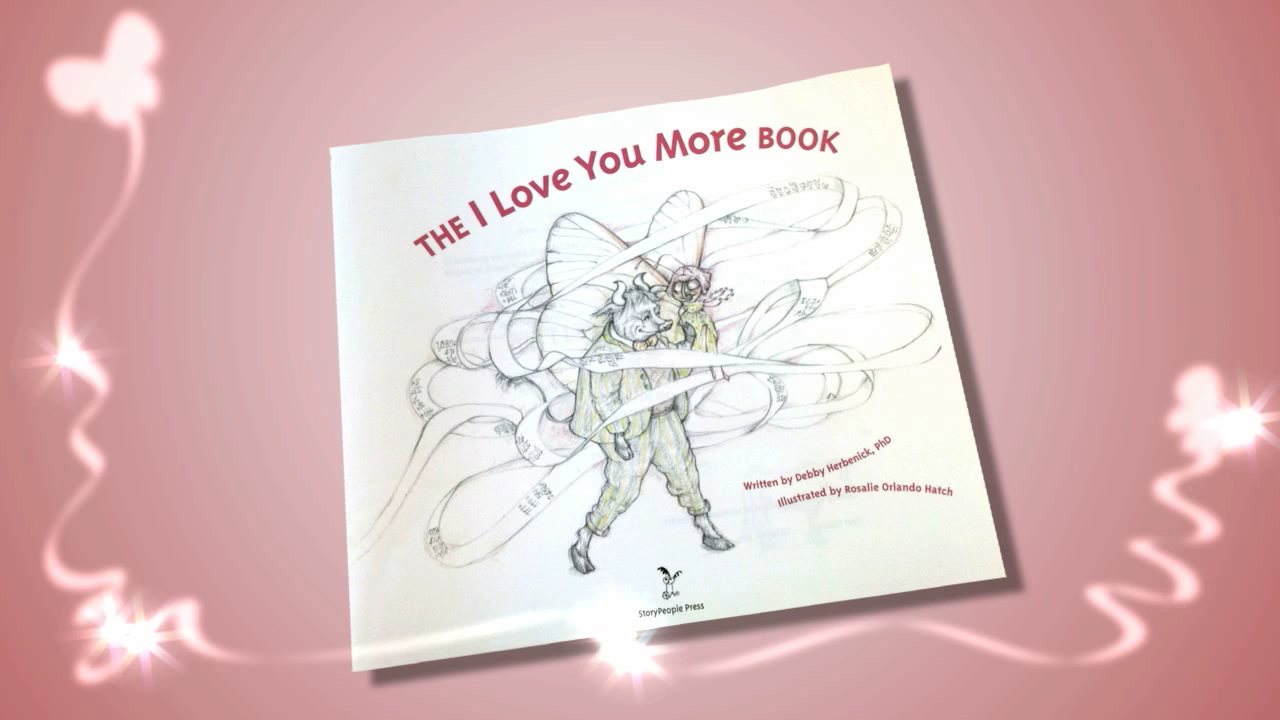 THE I Love You More BOOK
Written by Debby Herbenick, PhD
Illustrated by Rosalie Orlando Hatch
StoryPeople Press